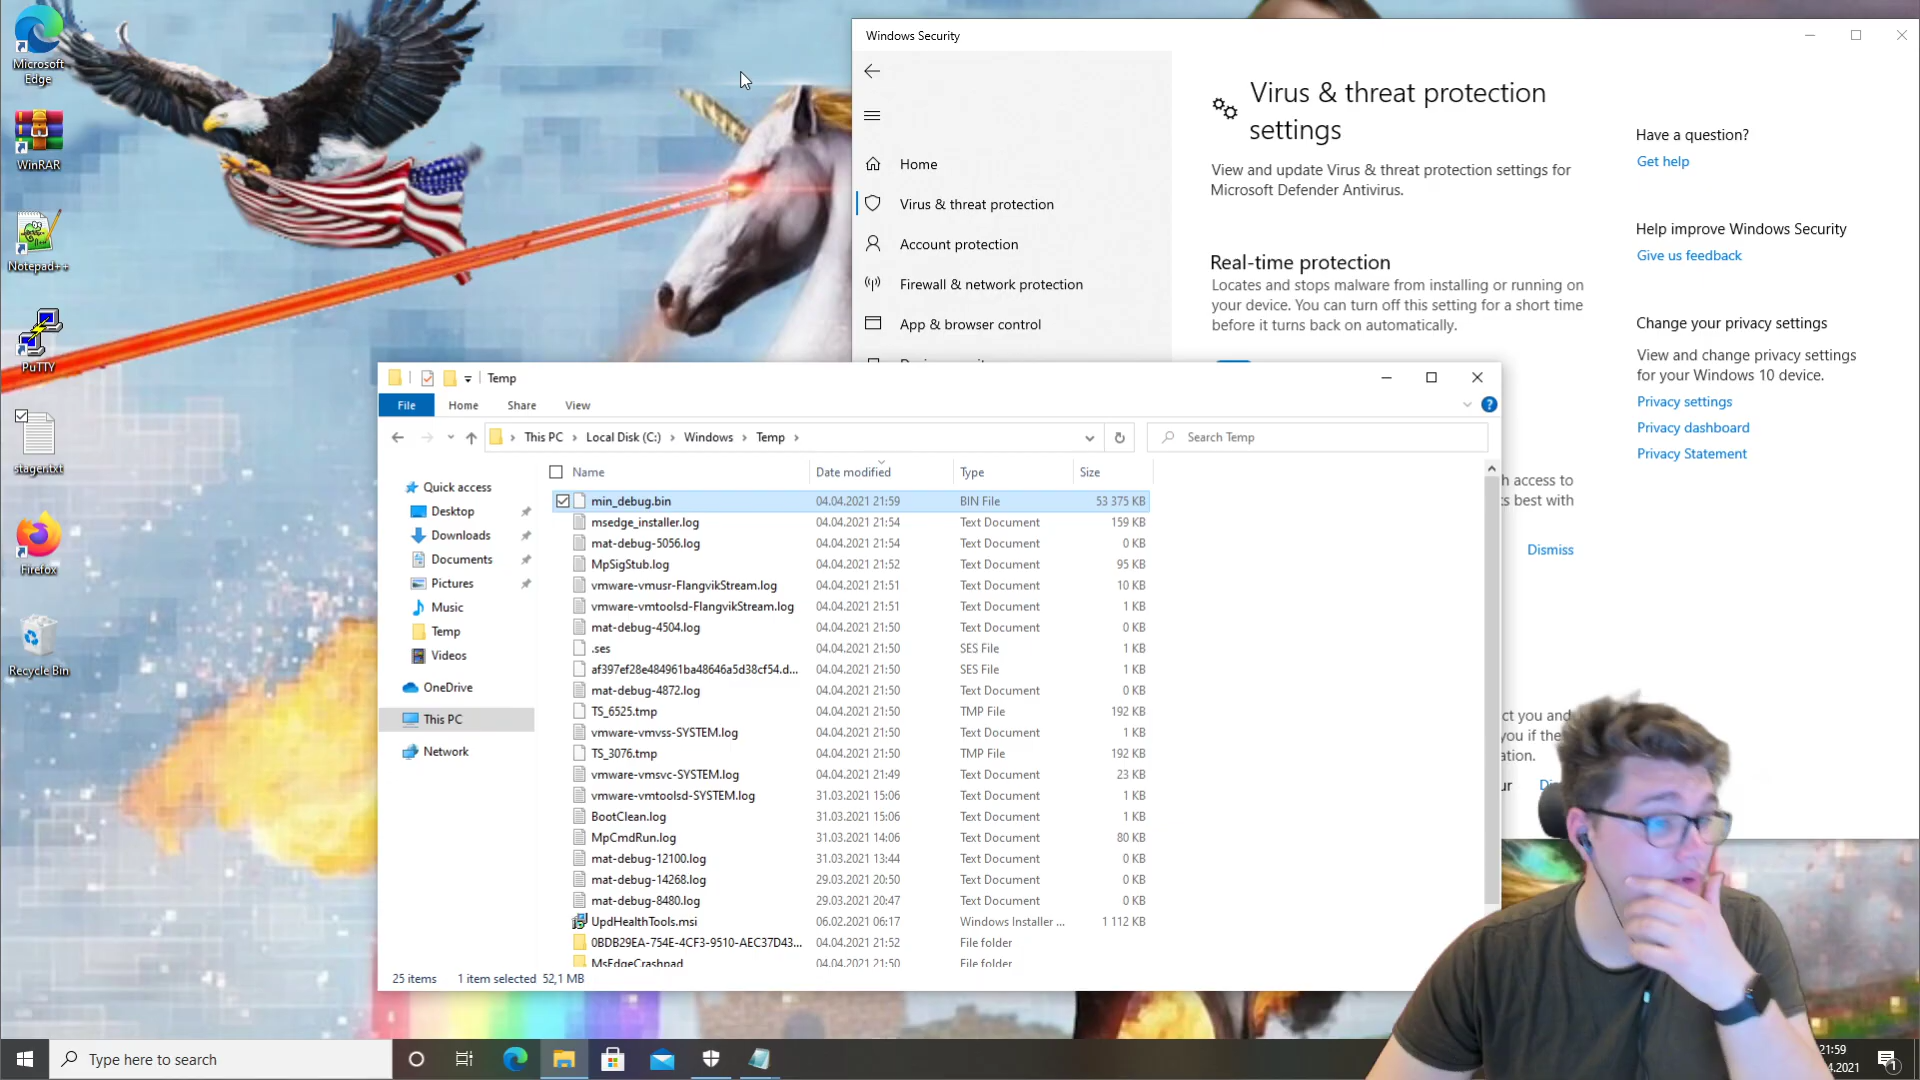 Microsoft
Edge
WinRAR
Notepad++
PuTTY
stager.txt
Firefox
Recycle Bin
Windows Security
Home
Virus & threat protection
Account protection
Firewall & network protection
App & browser control
Virus & threat protection
settings
View and update Virus & threat protection settings for
Microsoft Defender Antivirus.
Real-time protection
Locates and stops malware from installing or running on
your device. You can turn off this setting for a short time
before it turns back on automatically.
Have a question?
Get help
Help improve Windows Security
Give us feedback
Change your privacy settings
View and change privacy settings
for your Windows 10 device.
Privacy settings
Privacy dashboard
Privacy Statement
h access to
s best with
Dismiss
ct you and
you if the
ation.
Temp
File Home Share View
This PC Local Disk (C:) Windows Temp
Search Temp
Quick access
Desktop
Downloads
Documents
Pictures
Music
Temp
Videos
OneDrive
This PC
Network
Name Date modified Type Size
min_debug.bin 04.04.2021 21:59 BIN File 53 375 KB
msedge_installer.log 04.04.2021 21:54 Text Document 159 KB
mat-debug-5056.log 04.04.2021 21:54 Text Document 0 KB
MpSigStub.log 04.04.2021 21:52 Text Document 95 KB
vmware-vmusr-FlangvikStream.log 04.04.2021 21:51 Text Document 10 KB
vmware-vmtoolsd-FlangvikStream.log 04.04.2021 21:51 Text Document 1 KB
mat-debug-4504.log 04.04.2021 21:50 Text Document 0 KB
.ses 04.04.2021 21:50 SES File 1 KB
af397ef28e484961ba48646a5d38cf54.d... 04.04.2021 21:50 SES File 1 KB
mat-debug-4872.log 04.04.2021 21:50 Text Document 0 KB
TS_6525.tmp 04.04.2021 21:50 TMP File 192 KB
vmware-vmvss-SYSTEM.log 04.04.2021 21:50 Text Document 1 KB
TS_3076.tmp 04.04.2021 21:50 TMP File 192 KB
vmware-vmsvc-SYSTEM.log 04.04.2021 21:49 Text Document 23 KB
vmware-vmtoolsd-SYSTEM.log 31.03.2021 15:06 Text Document 1 KB
BootClean.log 31.03.2021 15:06 Text Document 1 KB
MpCmdRun.log 31.03.2021 14:06 Text Document 80 KB
mat-debug-12100.log 31.03.2021 13:44 Text Document 0 KB
mat-debug-14268.log 29.03.2021 20:50 Text Document 0 KB
mat-debug-8480.log 29.03.2021 20:47 Text Document 0 KB
UpdHealthTools.msi 06.02.2021 06:17 Windows Installer ... 1 112 KB
0BDB29EA-754E-4CF3-9510-AEC37D43... 04.04.2021 21:52 File folder
MsEdgeCrashpad 04.04.2021 21:50 File folder
25 items 1 item selected 52,1 MB
Type here to search
21:59
.2021
1